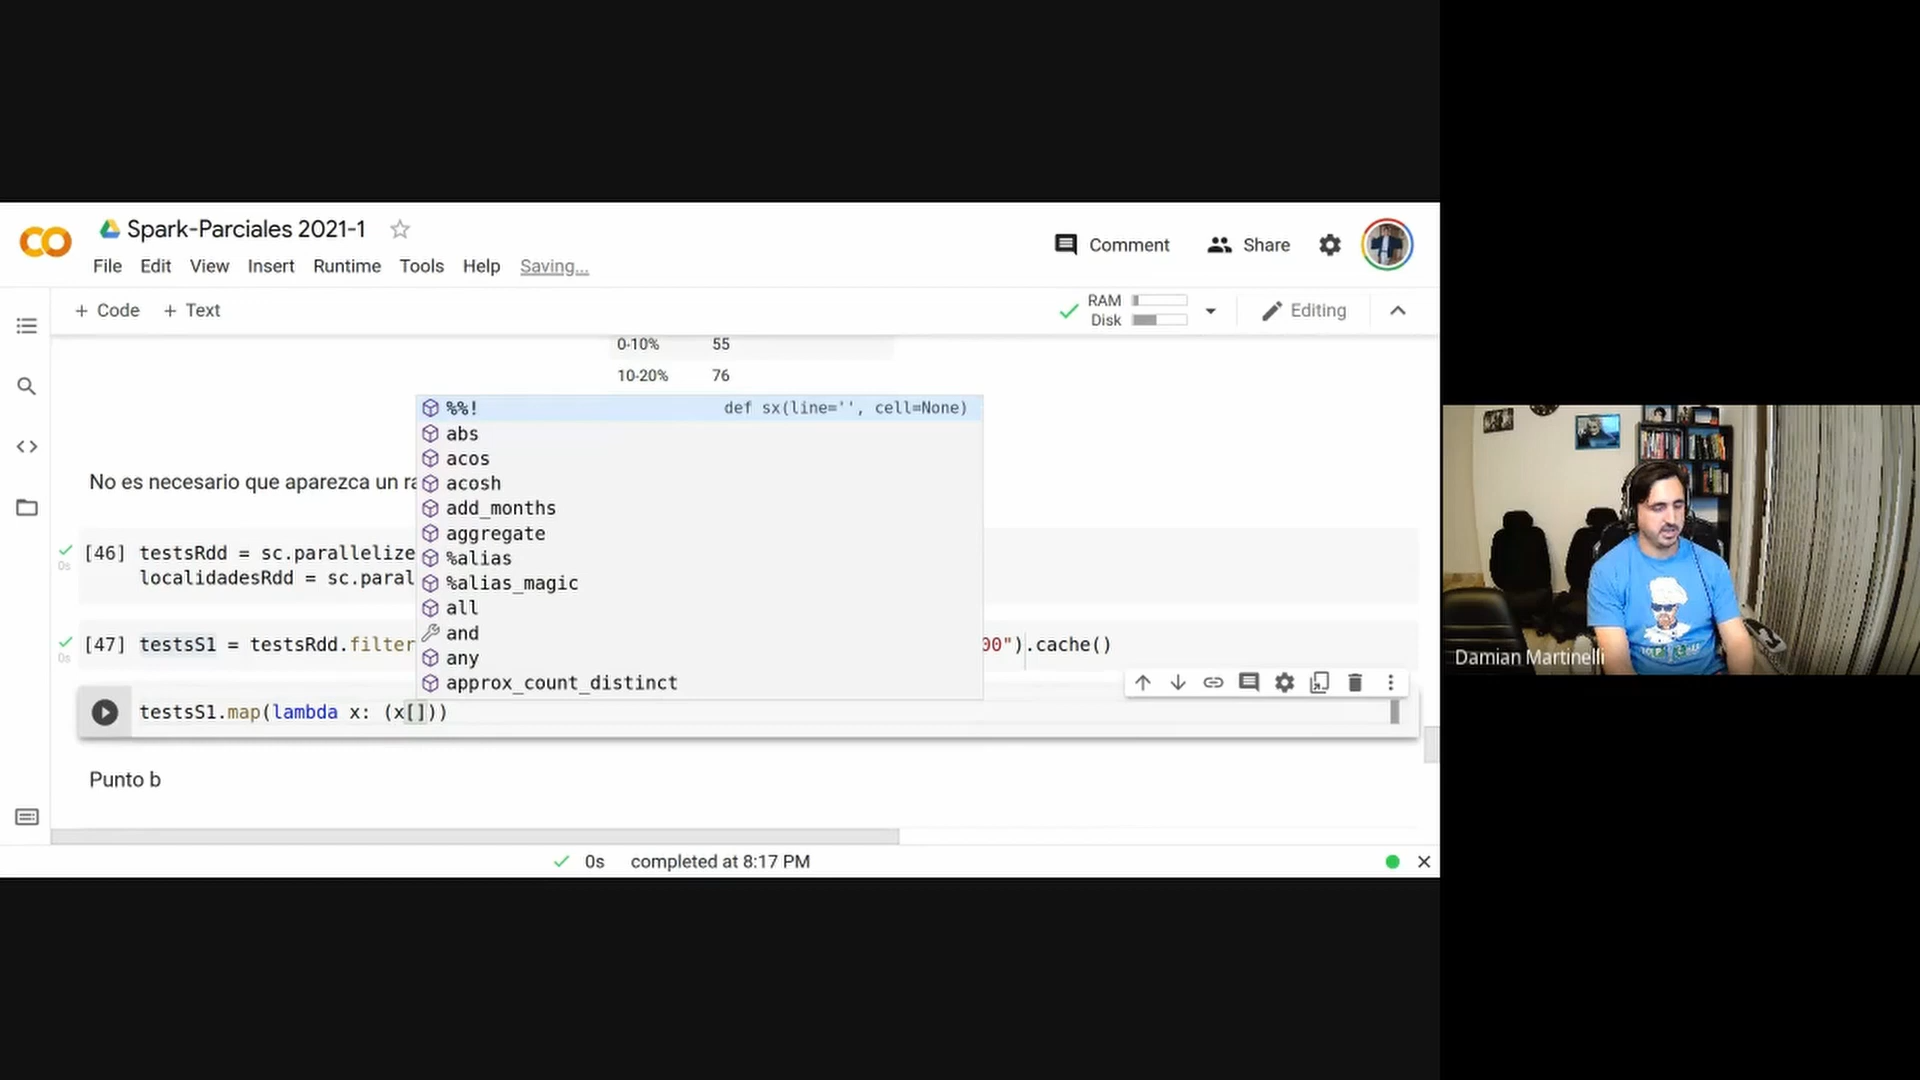 Spark-Parciales 2021-1
Comment
Share
File Edit View Insert Runtime Tools Help Saving...
+ Code + Text
RAM
Disk
Editing
0-10% 55
10-20% 76
%%! def sx(line='', cell=None)
abs
acos
acosh
add_months
aggregate
%alias
%alias_magic
all
and
any
approx_count_distinct
No es necesario que aparezca un
[46] testsRdd = sc.parallelize
localidadesRdd = sc.paral
0s
[47] testsS1 = testsRdd.filter 00").cache()
0s
testsS1.map(lambda x: (x[]))
Punto b
0s completed at 8:17 PM
Damian Martinelli